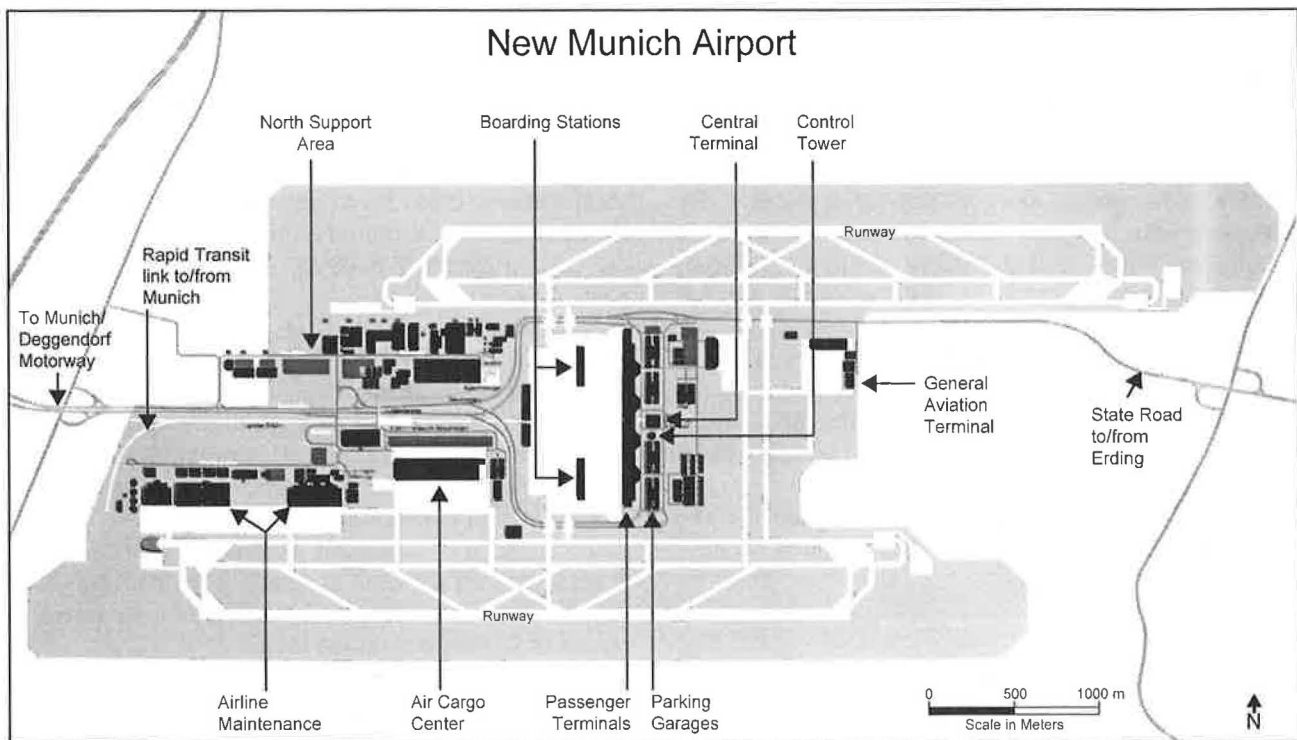 New Munich Airport
North Support
Area
Boarding Stations
Central
Terminal
Control
Tower
Runway
Rapid Transit
link to/from
Munich
To Munich/
Deggendorf
Motorway
General
Aviation
Terminal
State Road
to/from
Erding
Runway
Airline
Maintenance
Air Cargo
Center
Passenger
Terminals
Parking
Garages
0 500 1000 m
Scale in Meters
N